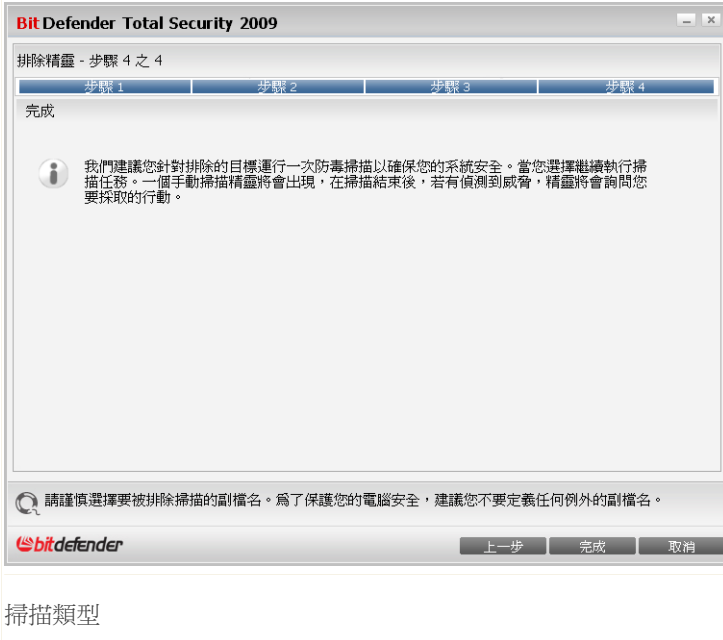 BitDefender Total Security 2009
排除精靈 - 步驟 4 之 4
步驟 1
步驟 2
步驟 3
步驟 4
完成
我們建議您針對排除的目標運行一次防毒掃描以確保您的系統安全。當您選擇繼續執行掃
描任務。一個手動掃描精靈將會出現，在掃描結束後，若有偵測到威脅，精靈將會詢問您
要採取的行動。
請謹慎選擇要被排除掃描的副檔名。爲了保護您的電腦安全，建議您不要定義任何例外的副檔名。
bitdefender
上一步
完成
取消
掃描類型